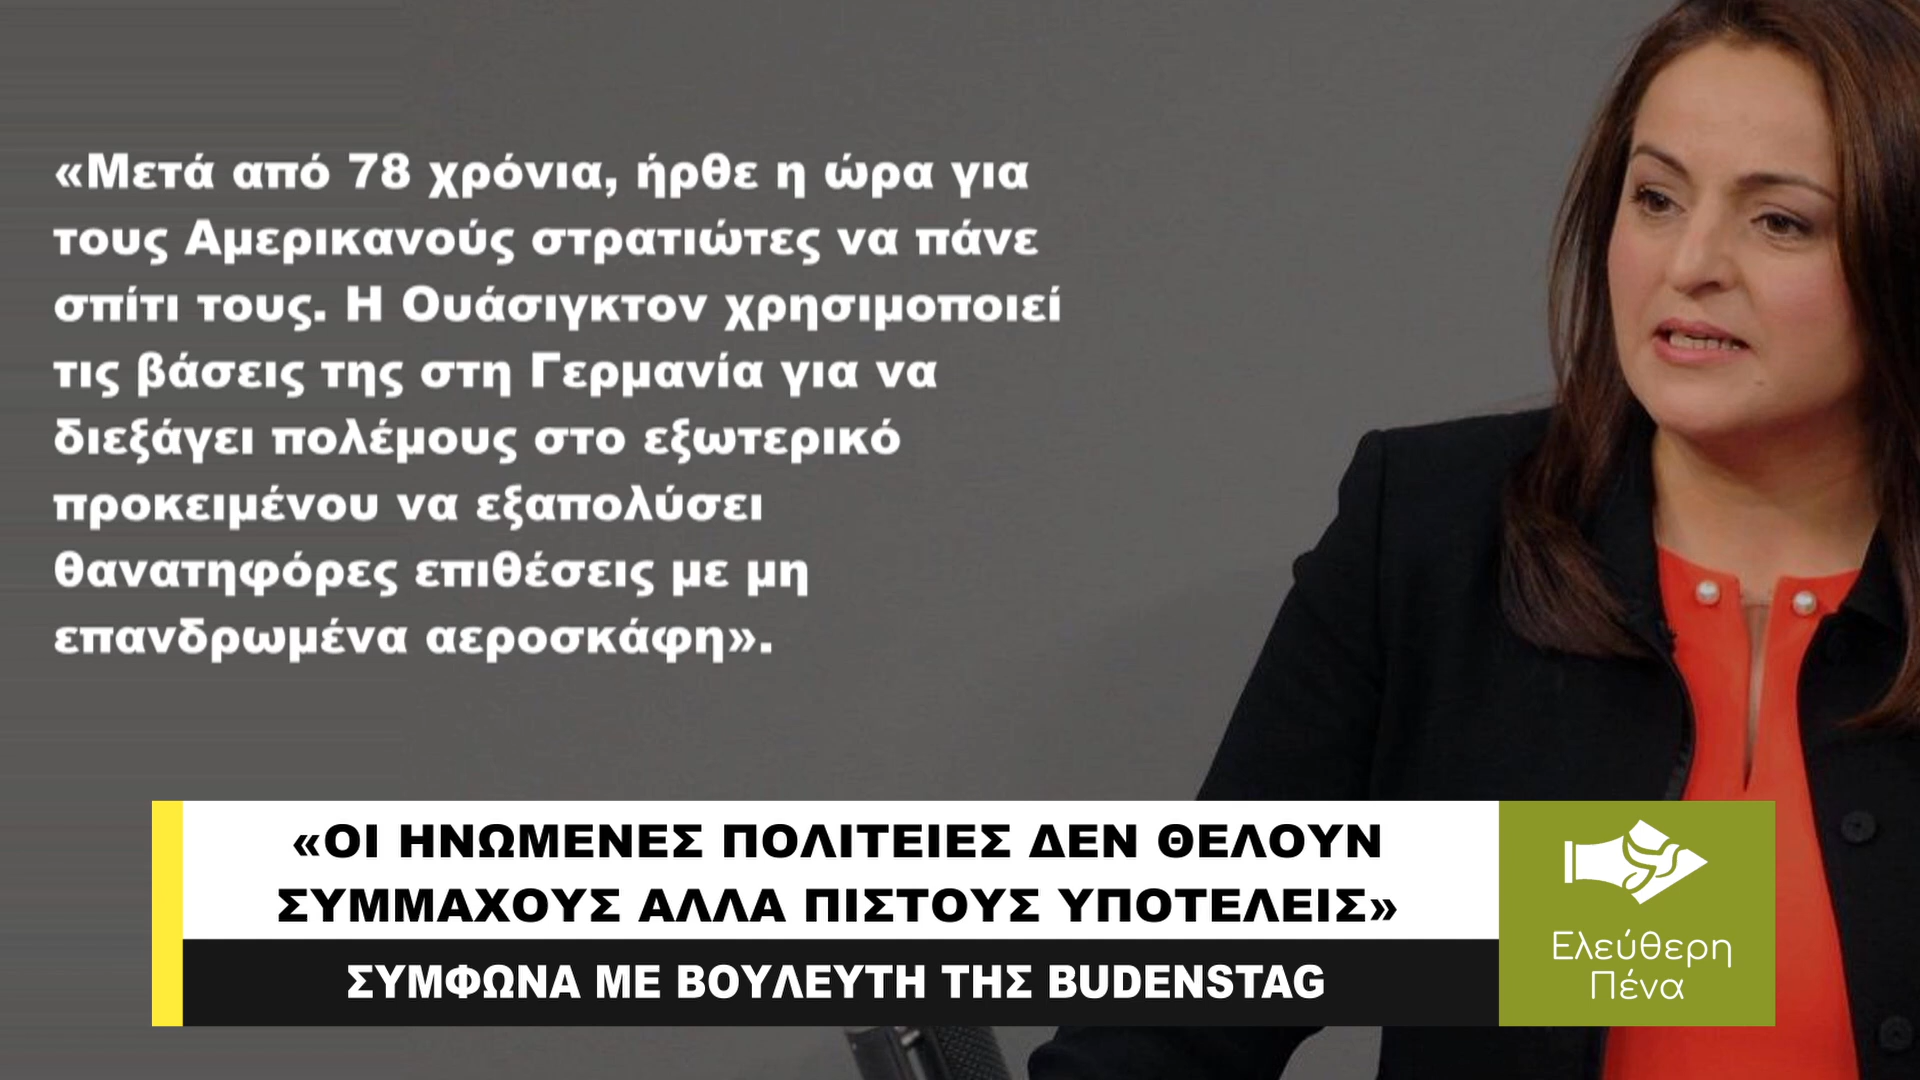 «Μετά από 78 χρόνια, ήρθε η ώρα για
τους Αμερικανούς στρατιώτες να πάνε
σπίτι τους. Η Ουάσιγκτον χρησιμοποιεί
τις βάσεις της στη Γερμανία για να
διεξάγει πολέμους στο εξωτερικό
προκειμένου να εξαπολύσει
θανατηφόρες επιθέσεις με μη
επανδρωμένα αεροσκάφη».
«ΟΙ ΗΝΩΜΕΝΕΣ ΠΟΛΙΤΕΙΕΣ ΔΕΝ ΘΕΛΟΥΝ
ΣΥΜΜΑΧΟΥΣ ΑΛΛΑ ΠΙΣΤΟΥΣ ΥΠΟΤΕΛΕΙΣ»
ΣΥΜΦΩΝΑ ΜΕ ΒΟΥΛΕΥΤΗ ΤΗΣ BUDENSTAG
Ελεύθερη
Πένα